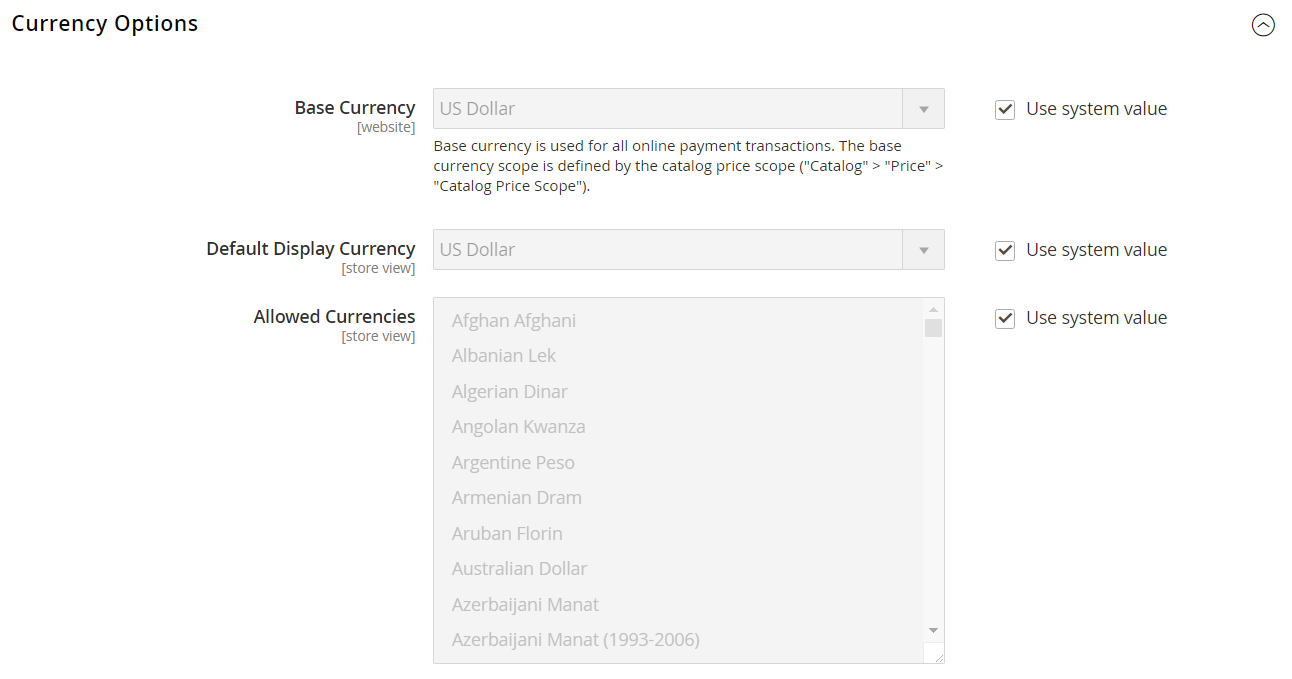 Currency Options
Base Currency
[website]
US Dollar
Use system value
Base currency is used for all online payment transactions. The base
currency scope is defined by the catalog price scope ("Catalog" > "Price" >
"Catalog Price Scope").
Default Display Currency
[store view]
US Dollar
Use system value
Allowed Currencies
[store view]
Afghan Afghani
Albanian Lek
Algerian Dinar
Angolan Kwanza
Argentine Peso
Armenian Dram
Aruban Florin
Australian Dollar
Azerbaijani Manat
Azerbaijani Manat (1993-2006)
Use system value